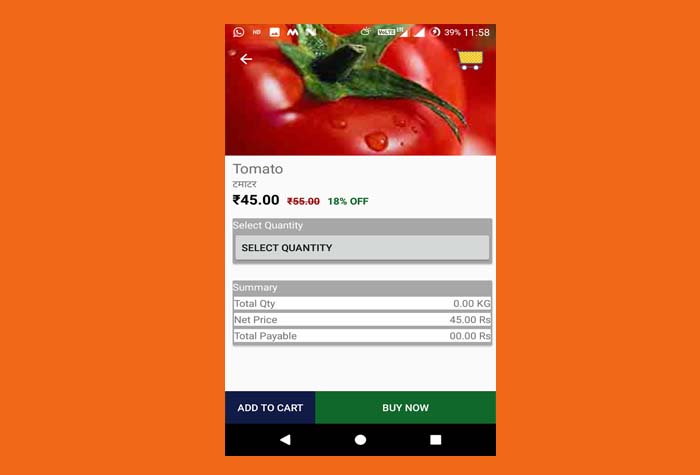 HD VoLTE LTE 39% 11:58
Tomato
टमाटर
₹45.00 ₹55.00 18% OFF
Select Quantity
SELECT QUANTITY
Summary
Total Qty 0.00 KG
Net Price 45.00 Rs
Total Payable 00.00 Rs
ADD TO CART BUY NOW